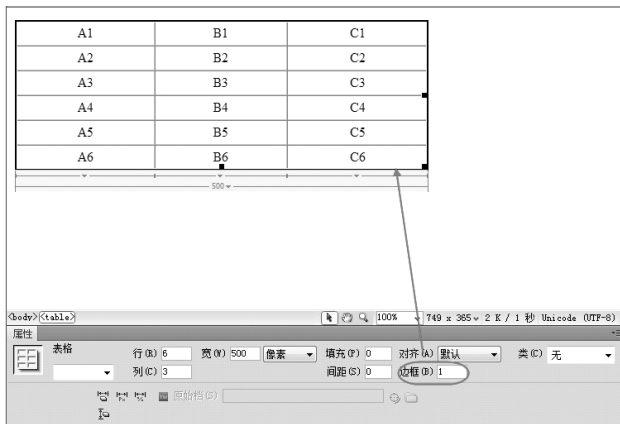 A1 B1 C1
A2 B2 C2
A3 B3 C3
A4 B4 C4
A5 B5 C5
A6 B6 C6
500
<body><table> 100% 749 x 365 2 K / 1 秒 Unicode (UTF-8)
属性
表格 行(R) 6 宽(W) 500 像素 填充(P) 0 对齐(A) 默认 类(C) 无
列(C) 3 间距(S) 0 边框(B) 1
原始档(S)